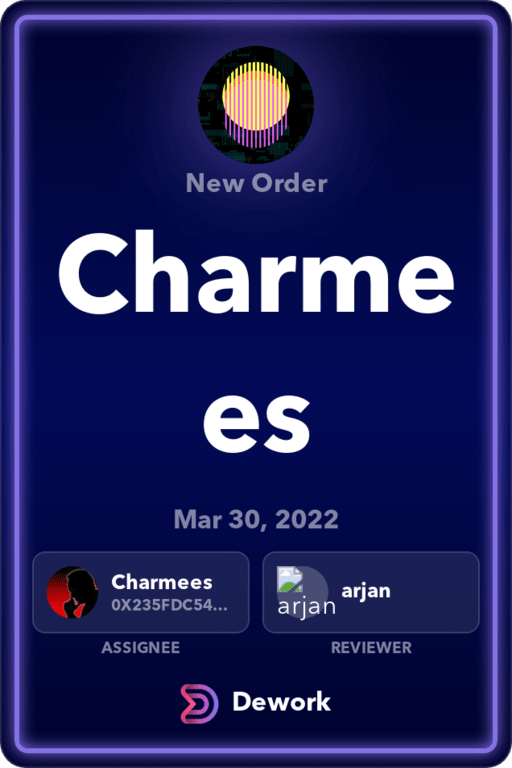 New Order
Charme
es
Mar 30, 2022
Charmees
0X235FDC54...
ASSIGNEE
arjan
arjan
REVIEWER
Dework